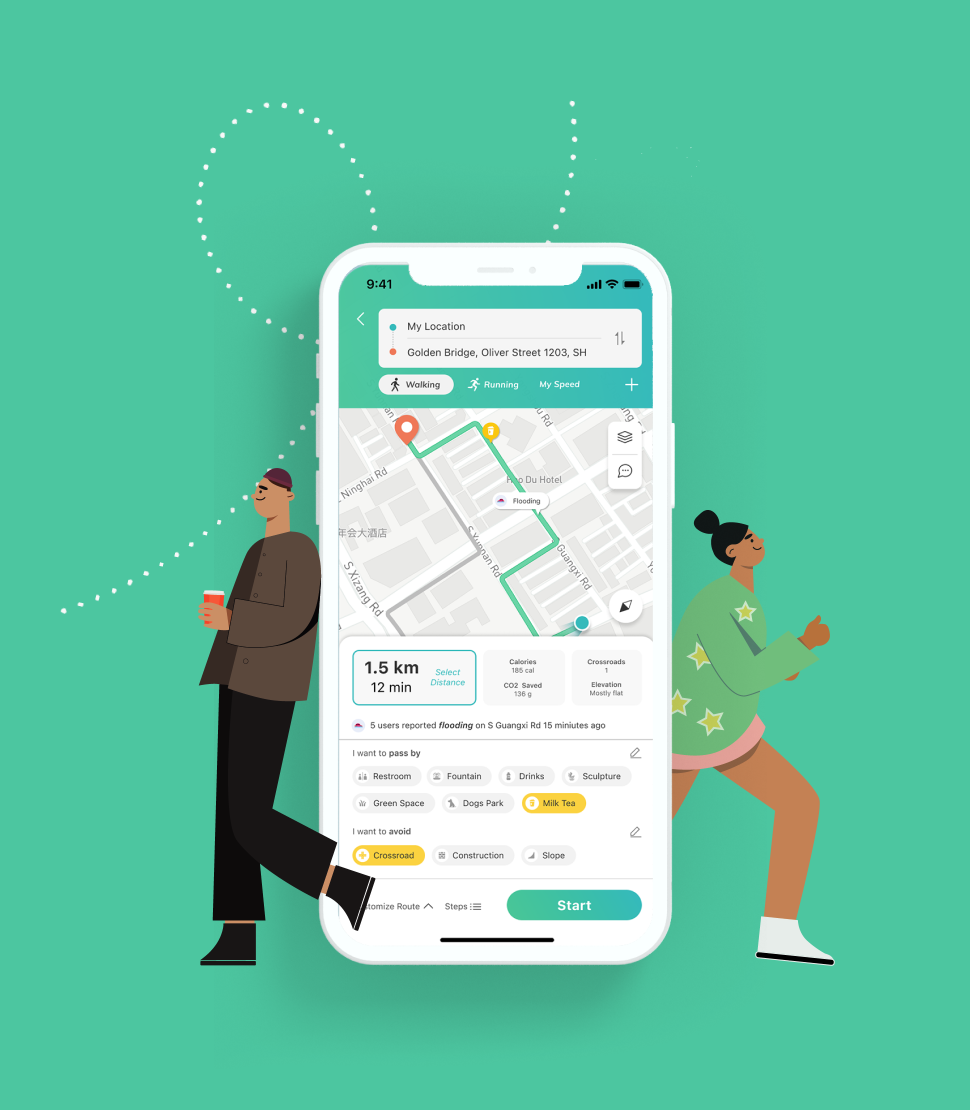 9:41
My Location
Golden Bridge, Oliver Street 1203, SH
Walking
Running
My Speed
Rd
Rd
Hotel
Ninghai Rd
Flooding
年会大酒店
S Yunnan Rd
Guangxi Rd
S Xizang Rd
1.5 km
12 min
Select
Distance
Calories
185 cal
CO2 Saved
136 g
Crossroads
1
Elevation
Mostly flat
5 users reported flooding on S Guangxi Rd 15 miniutes ago
I want to pass by
Restroom
Fountain
Drinks
Sculpture
Green Space
Dogs Park
Milk Tea
I want to avoid
Crossroad
Construction
Slope
Route
Steps
Start